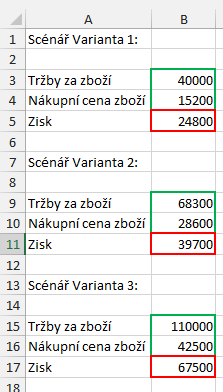 A B
1 Scénář Varianta 1:
2
3 Tržby za zboží 40000
4 Nákupní cena zboží 15200
5 Zisk 24800
6
7 Scénář Varianta 2:
8
9 Tržby za zboží 68300
10 Nákupní cena zboží 28600
11 Zisk 39700
12
13 Scénář Varianta 3:
14
15 Tržby za zboží 110000
16 Nákupní cena zboží 42500
17 Zisk 67500
18